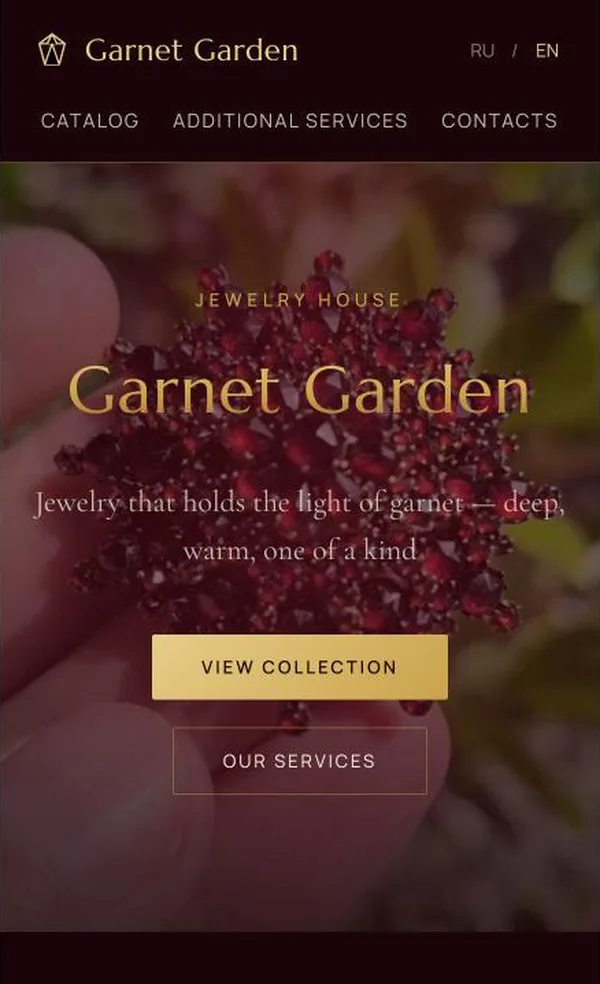 Garnet Garden
RU / EN
CATALOG ADDITIONAL SERVICES CONTACTS
JEWELRY HOUSE
Garnet Garden
Jewelry that holds the light of garnet — deep,
warm, one of a kind
VIEW COLLECTION
OUR SERVICES